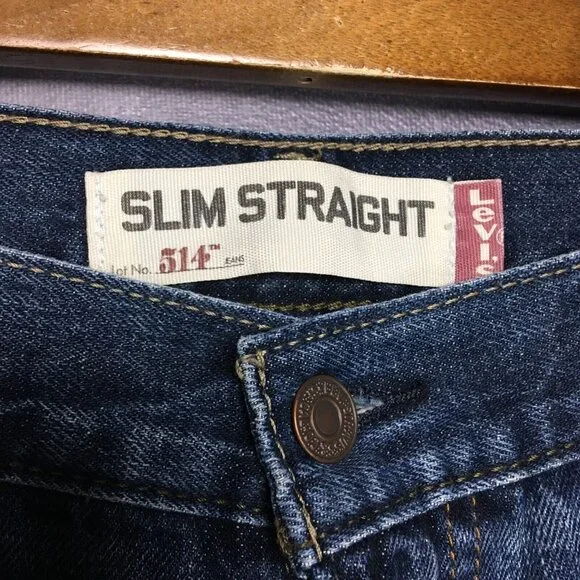 SLIM STRAIGHT
Lot No. 514™ JEANS
Levi's®